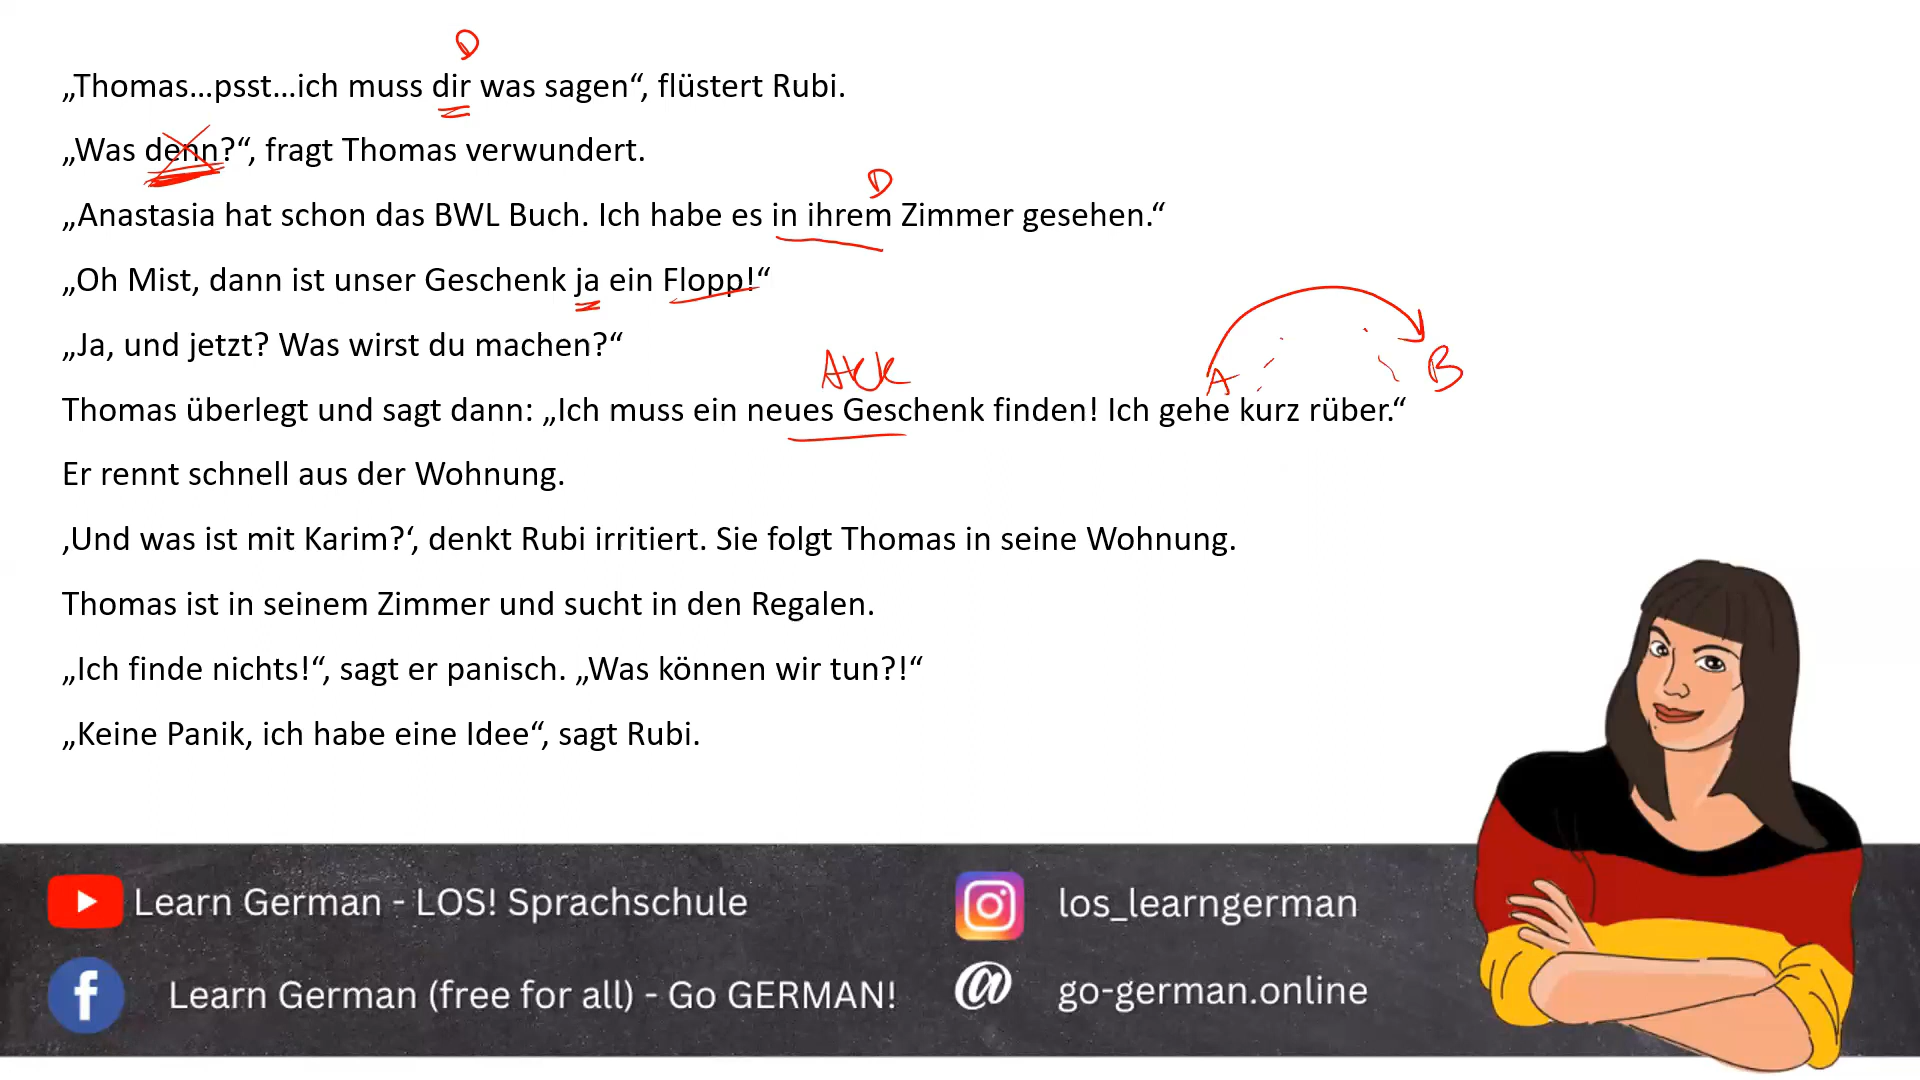 D
„Thomas…psst…ich muss dir was sagen“, flüstert Rubi.
„Was denn?“, fragt Thomas verwundert.
D
„Anastasia hat schon das BWL Buch. Ich habe es in ihrem Zimmer gesehen.“
„Oh Mist, dann ist unser Geschenk ja ein Flopp!“
„Ja, und jetzt? Was wirst du machen?“
Akk
A B
Thomas überlegt und sagt dann: „Ich muss ein neues Geschenk finden! Ich gehe kurz rüber.“
Er rennt schnell aus der Wohnung.
‚Und was ist mit Karim?‘, denkt Rubi irritiert. Sie folgt Thomas in seine Wohnung.
Thomas ist in seinem Zimmer und sucht in den Regalen.
„Ich finde nichts!“, sagt er panisch. „Was können wir tun?!“
„Keine Panik, ich habe eine Idee“, sagt Rubi.
Learn German - LOS! Sprachschule
los_learngerman
f Learn German (free for all) - Go GERMAN!
@ go-german.online